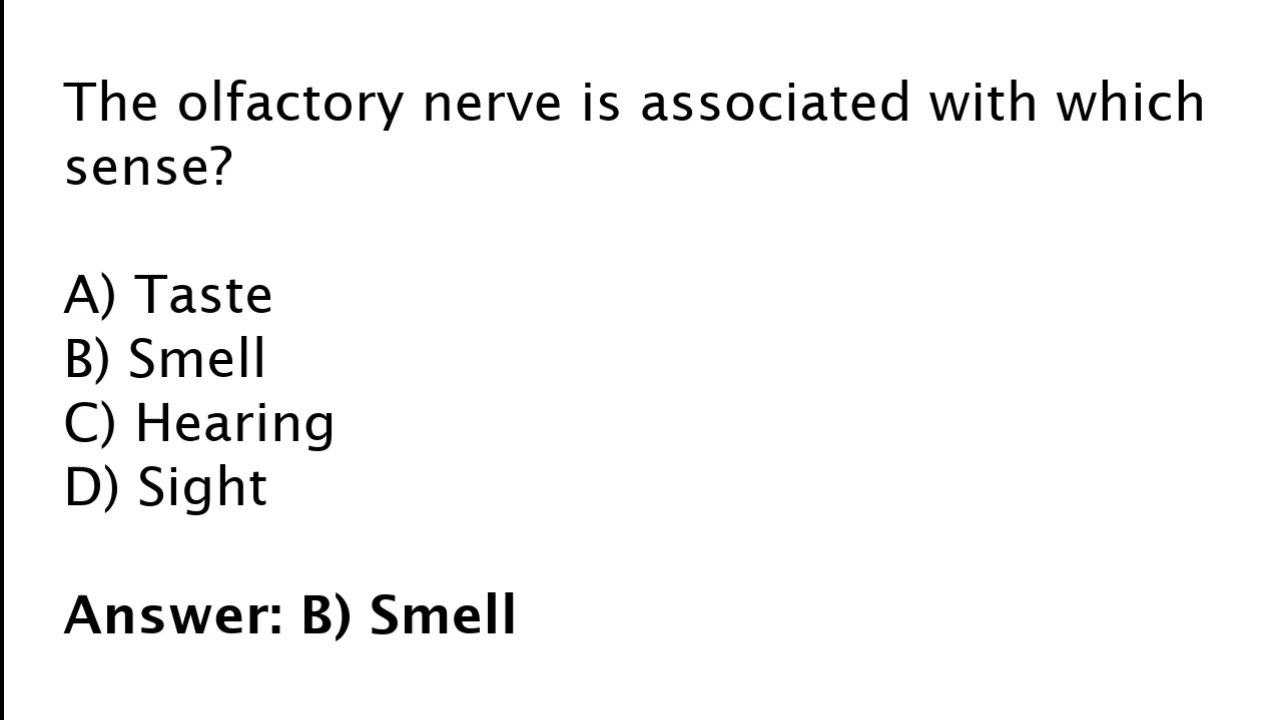 The olfactory nerve is associated with which
sense?
A) Taste
B) Smell
C) Hearing
D) Sight
Answer: B) Smell